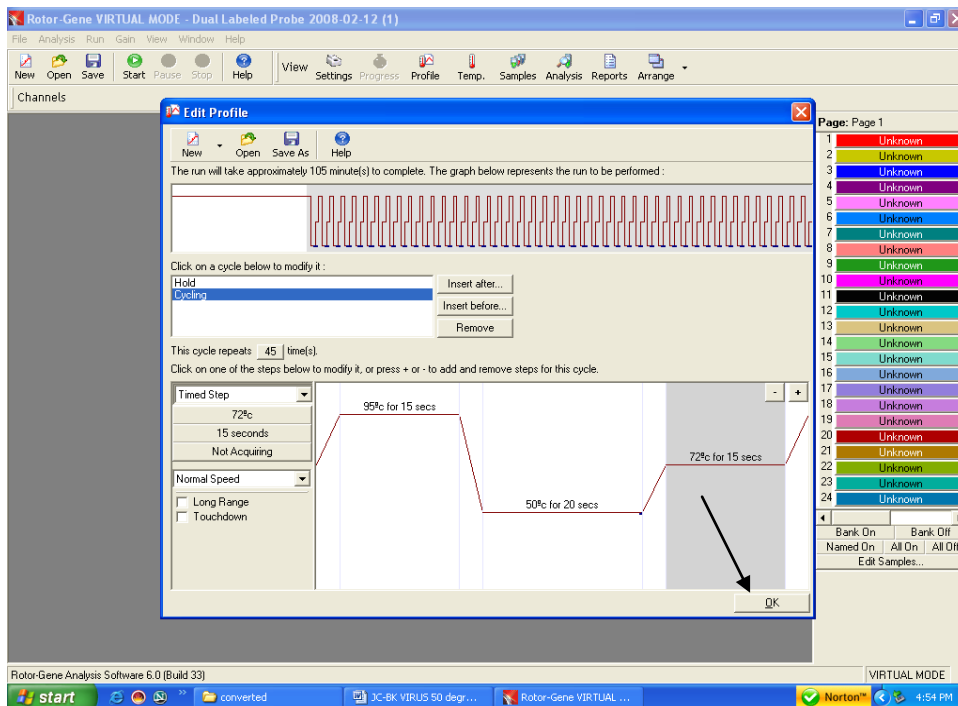 Rotor-Gene VIRTUAL MODE - Dual Labeled Probe 2008-02-12 (1)
File Analysis Run Gain View Window Help
New Open Save Start Pause Stop Help View Settings Progress Profile Temp. Samples Analysis Reports Arrange
Channels
Edit Profile
New Open Save As Help
The run will take approximately 105 minute(s) to complete. The graph below represents the run to be performed :
Click on a cycle below to modify it :
Hold
Cycling
Insert after...
Insert before...
Remove
This cycle repeats 45 time(s).
Click on one of the steps below to modify it, or press + or - to add and remove steps for this cycle.
Timed Step
72ºc
15 seconds
Not Acquiring
Normal Speed
Long Range
Touchdown
95ºc for 15 secs
50ºc for 20 secs
72ºc for 15 secs
- +
OK
Page: Page 1
1 Unknown
2 Unknown
3 Unknown
4 Unknown
5 Unknown
6 Unknown
7 Unknown
8 Unknown
9 Unknown
10 Unknown
11 Unknown
12 Unknown
13 Unknown
14 Unknown
15 Unknown
16 Unknown
17 Unknown
18 Unknown
19 Unknown
20 Unknown
21 Unknown
22 Unknown
23 Unknown
24 Unknown
Bank On Bank Off
Named On All On All Off
Edit Samples...
Rotor-Gene Analysis Software 6.0 (Build 33)
VIRTUAL MODE
start converted JC-BK VIRUS 50 degr... Rotor-Gene VIRTUAL ... Norton™ 4:54 PM